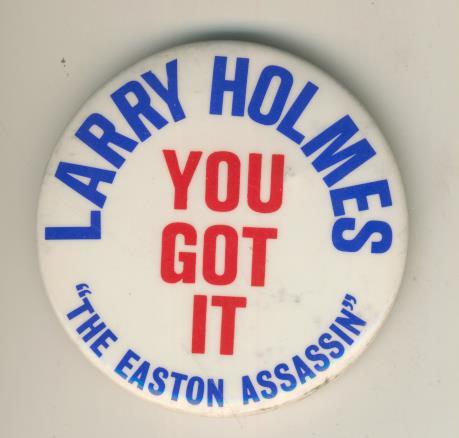 LARRY HOLMES
YOU
GOT
IT
"THE EASTON ASSASSIN"